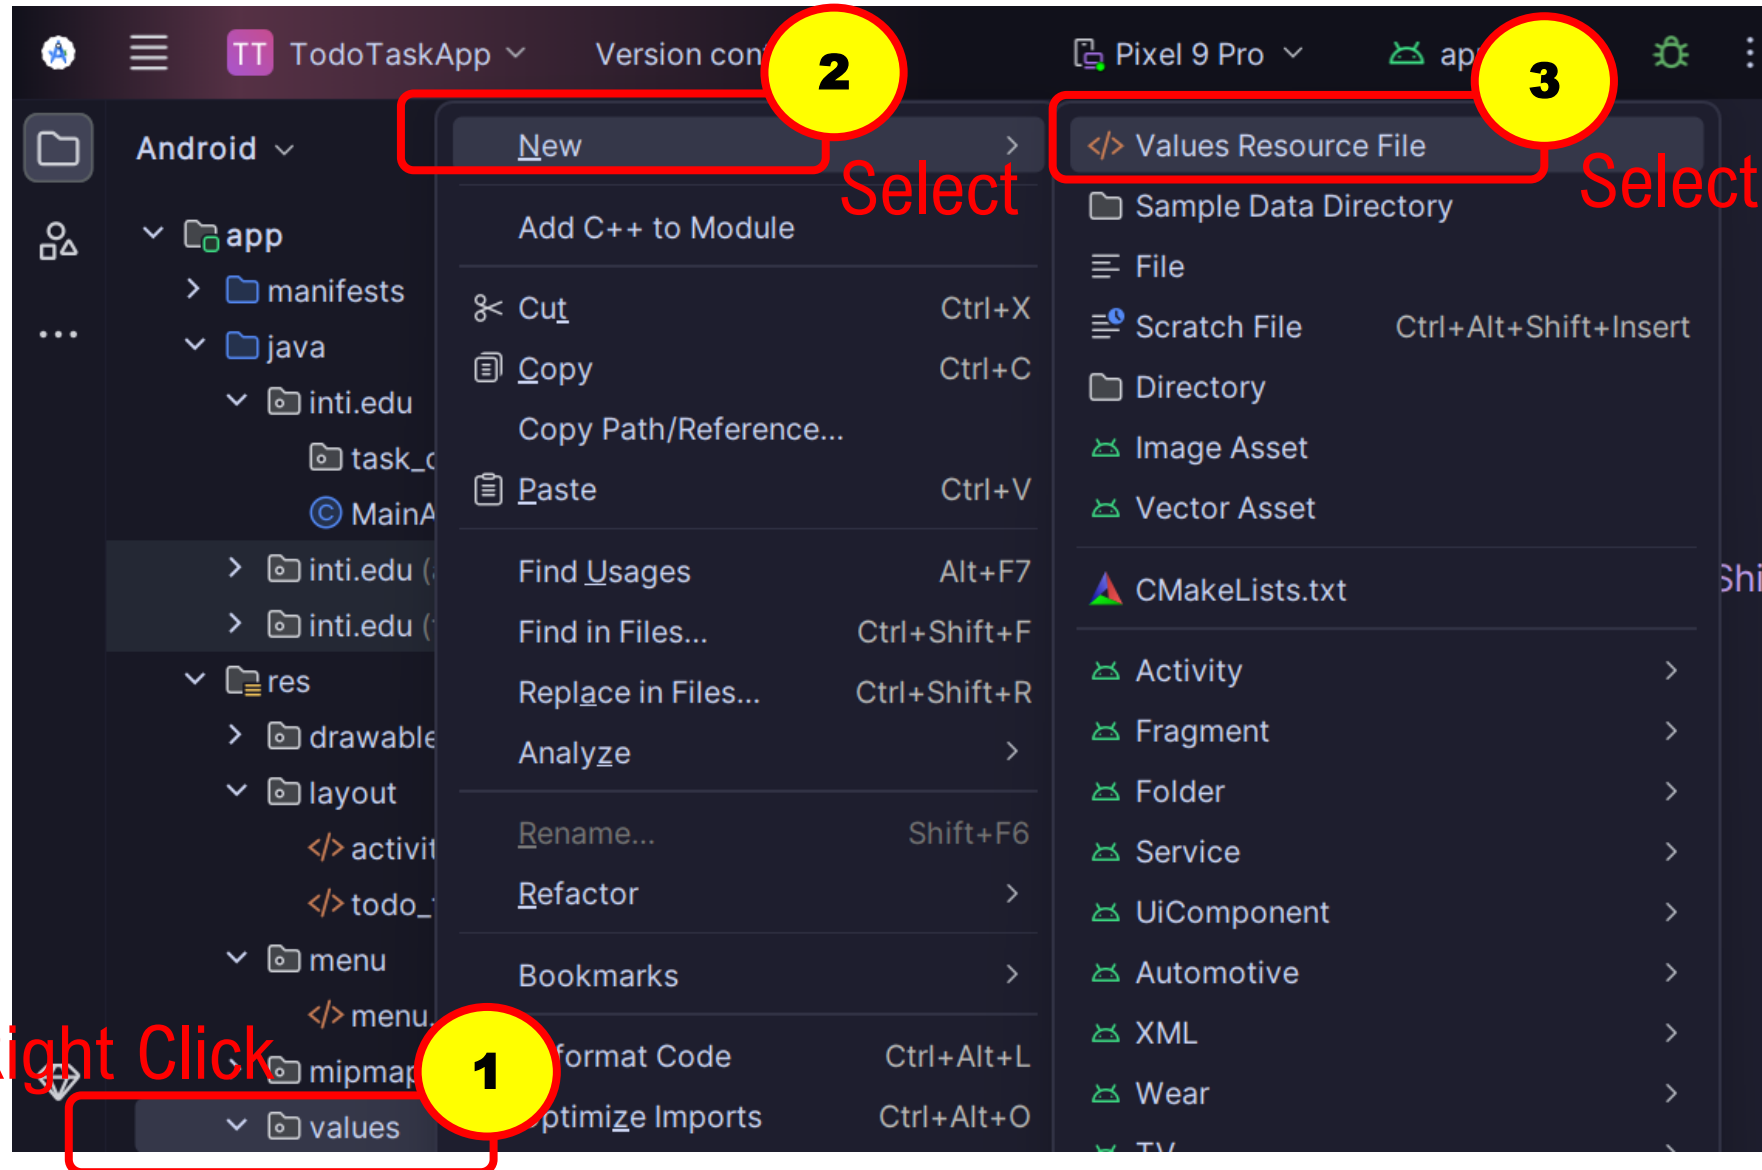 TT TodoTaskApp
Version con
2
Pixel 9 Pro
ap
3
Android
app
manifests
java
inti.edu
task_
MainA
inti.edu (
inti.edu (
res
drawable
layout
activit
todo_
menu
menu.
mipmap
values
ight Click
1
New
Select
Add C++ to Module
Cut Ctrl+X
Copy Ctrl+C
Copy Path/Reference...
Paste Ctrl+V
Find Usages Alt+F7
Find in Files... Ctrl+Shift+F
Replace in Files... Ctrl+Shift+R
Analyze
Rename... Shift+F6
Refactor
Bookmarks
format Code Ctrl+Alt+L
ptimize Imports Ctrl+Alt+O
Values Resource File
Select
Sample Data Directory
File
Scratch File Ctrl+Alt+Shift+Insert
Directory
Image Asset
Vector Asset
CMakeLists.txt
Activity
Fragment
Folder
Service
UiComponent
Automotive
XML
Wear
TV
Shi